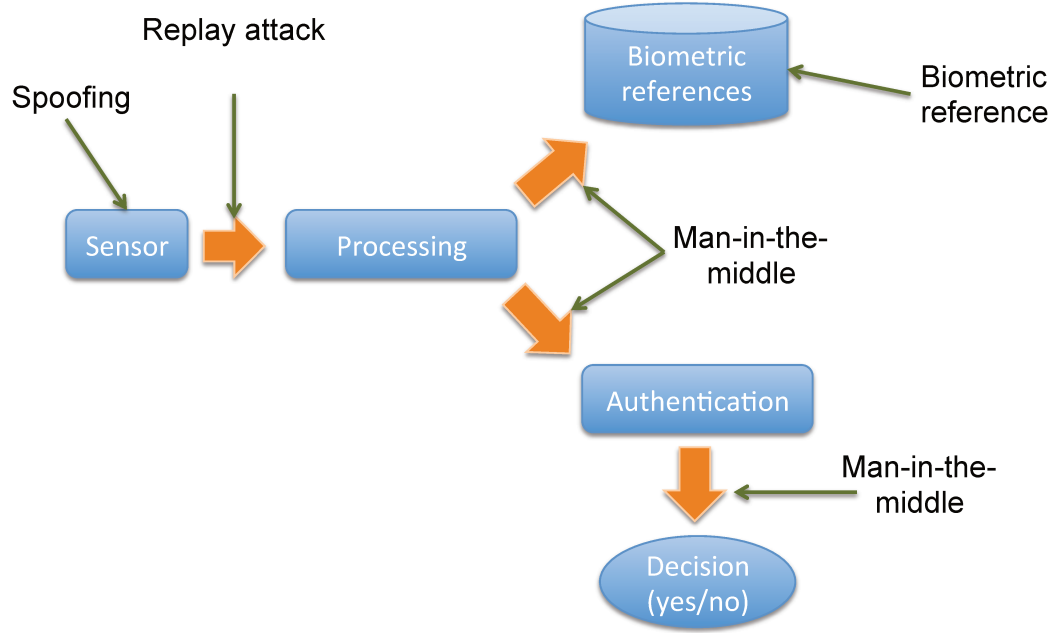 Replay attack
Spoofing
Biometric
references
Biometric
reference
Sensor
Processing
Man-in-the-
middle
Authentication
Man-in-the-
middle
Decision
(yes/no)